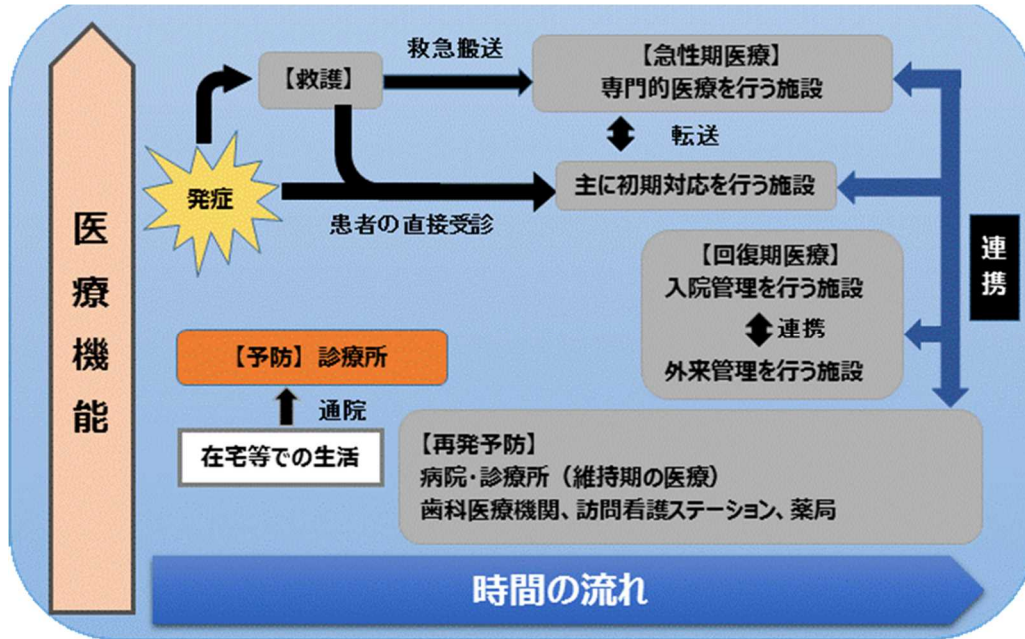 医療機能
発症
【救護】
救急搬送
【急性期医療】
専門的医療を行う施設
転送
主に初期対応を行う施設
患者の直接受診
【回復期医療】
入院管理を行う施設
連携
外来管理を行う施設
連携
【予防】診療所
通院
在宅等での生活
【再発予防】
病院・診療所（維持期の医療）
歯科医療機関、訪問看護ステーション、薬局
時間の流れ